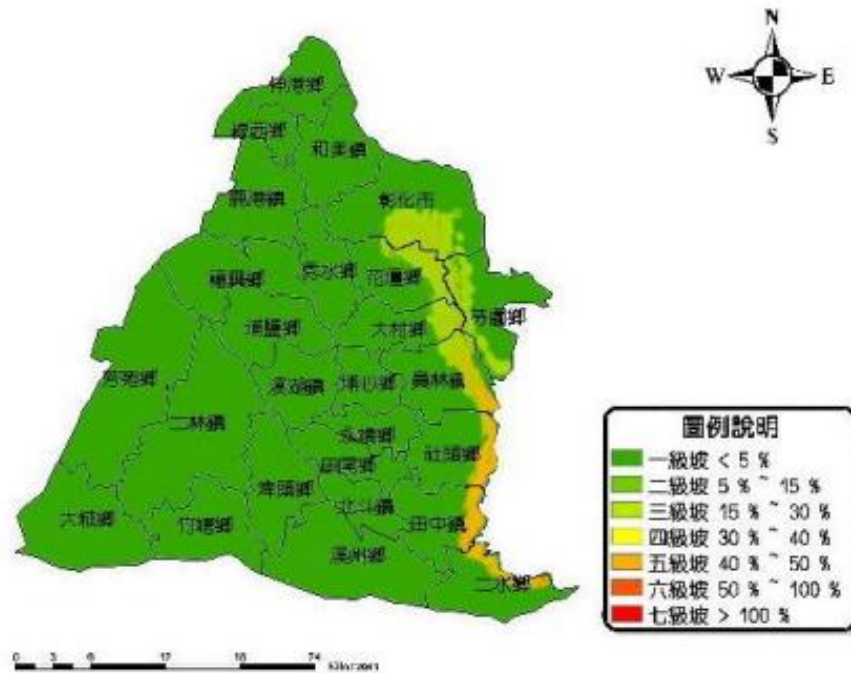 N
W E
S
伸港鄉
線西鄉
和美鎮
鹿港鎮
彰化市
福興鄉
秀水鄉
花壇鄉
芬園鄉
埔鹽鄉
大村鄉
芳苑鄉
二林鎮
溪湖鎮
埔心鄉
員林鎮
永靖鄉
社頭鄉
田尾鄉
埤頭鄉
北斗鎮
田中鎮
大城鄉
竹塘鄉
溪州鄉
二水鄉
圖例說明
一級坡 < 5 %
二級坡 5 % ~ 15 %
三級坡 15 % ~ 30 %
四級坡 30 % ~ 40 %
五級坡 40 % ~ 50 %
六級坡 50 % ~ 100 %
七級坡 > 100 %
0 3 6 12 18 24